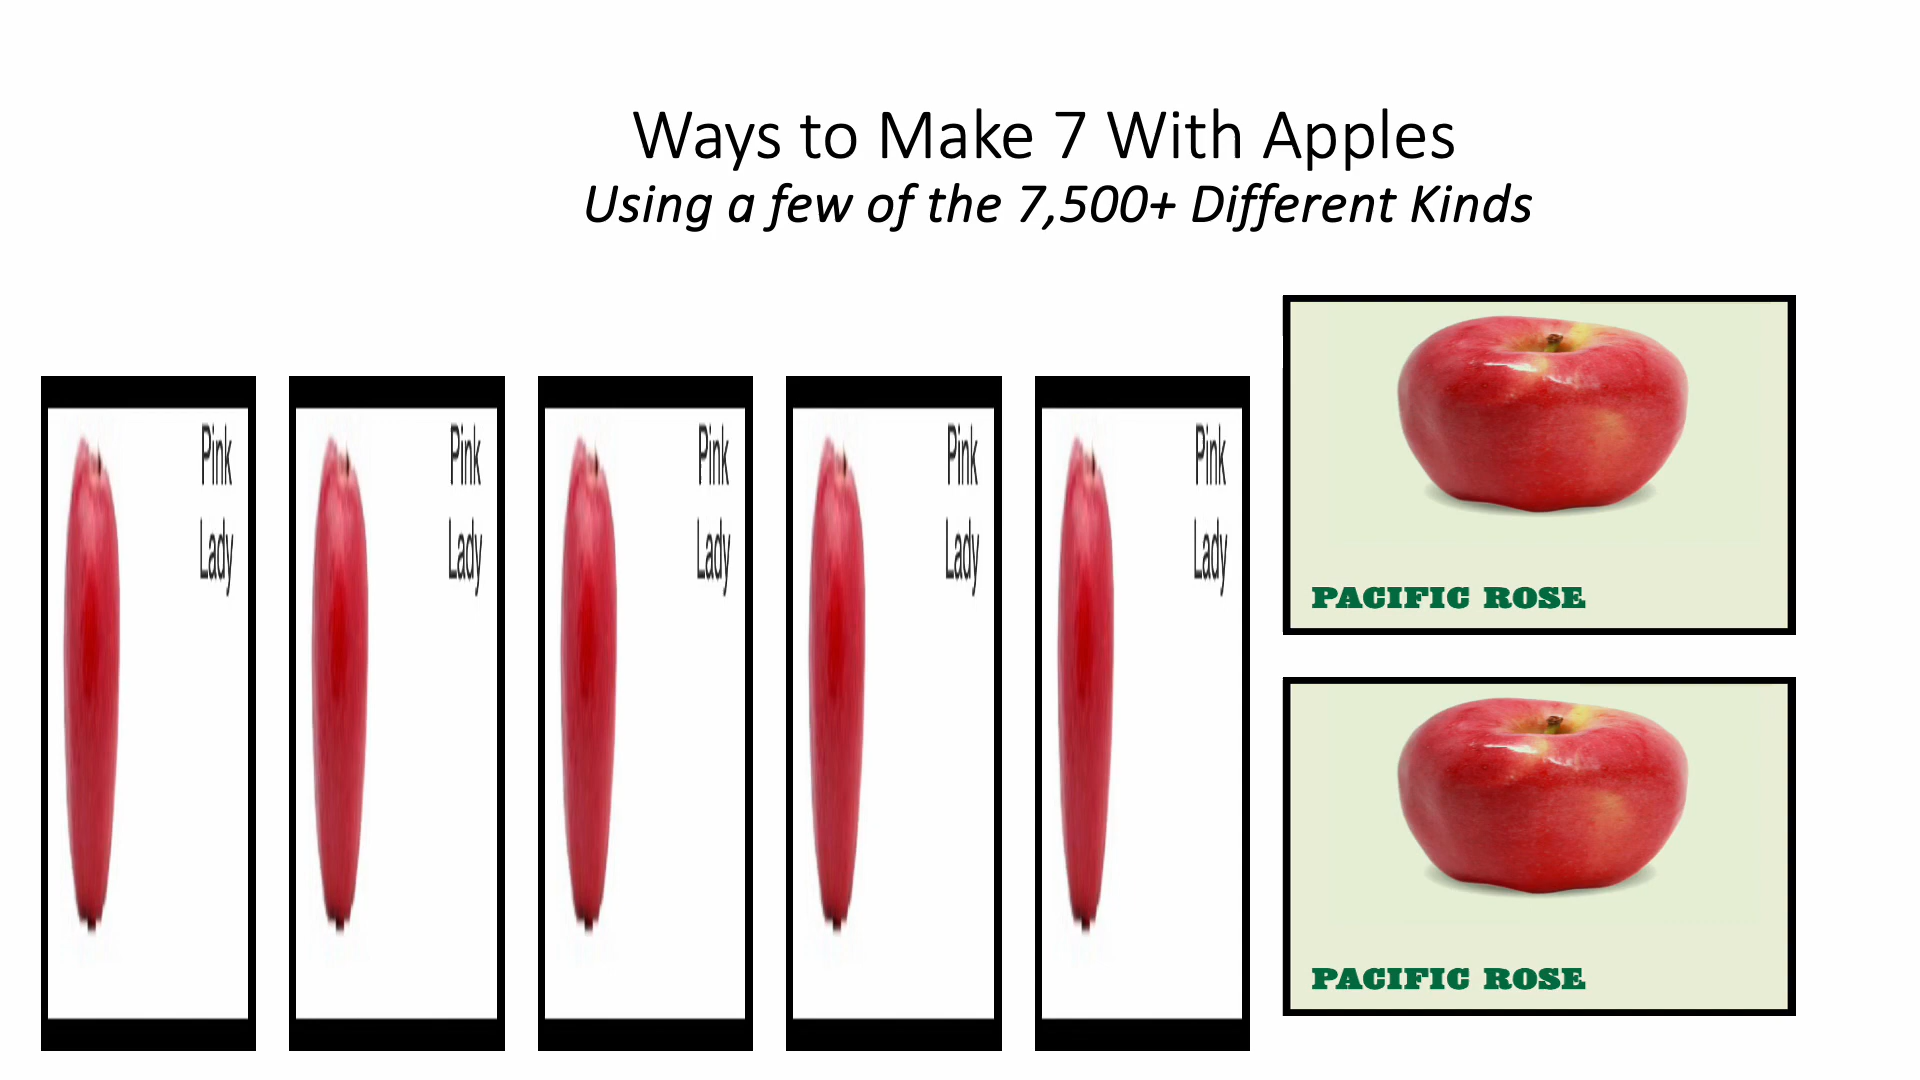 Ways to Make 7 With Apples
Using a few of the 7,500+ Different Kinds
Pink
Lady
Pink
Lady
Pink
Lady
Pink
Lady
Pink
Lady
PACIFIC ROSE
PACIFIC ROSE